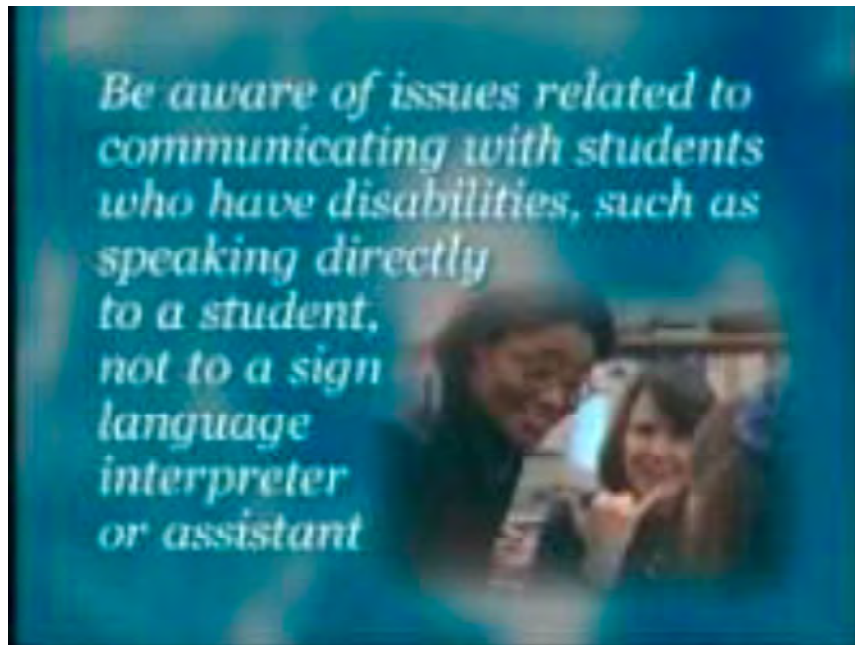 Be aware of issues related to
communicating with students
who have disabilities, such as
speaking directly
to a student,
not to a sign
language
interpreter
or assistant